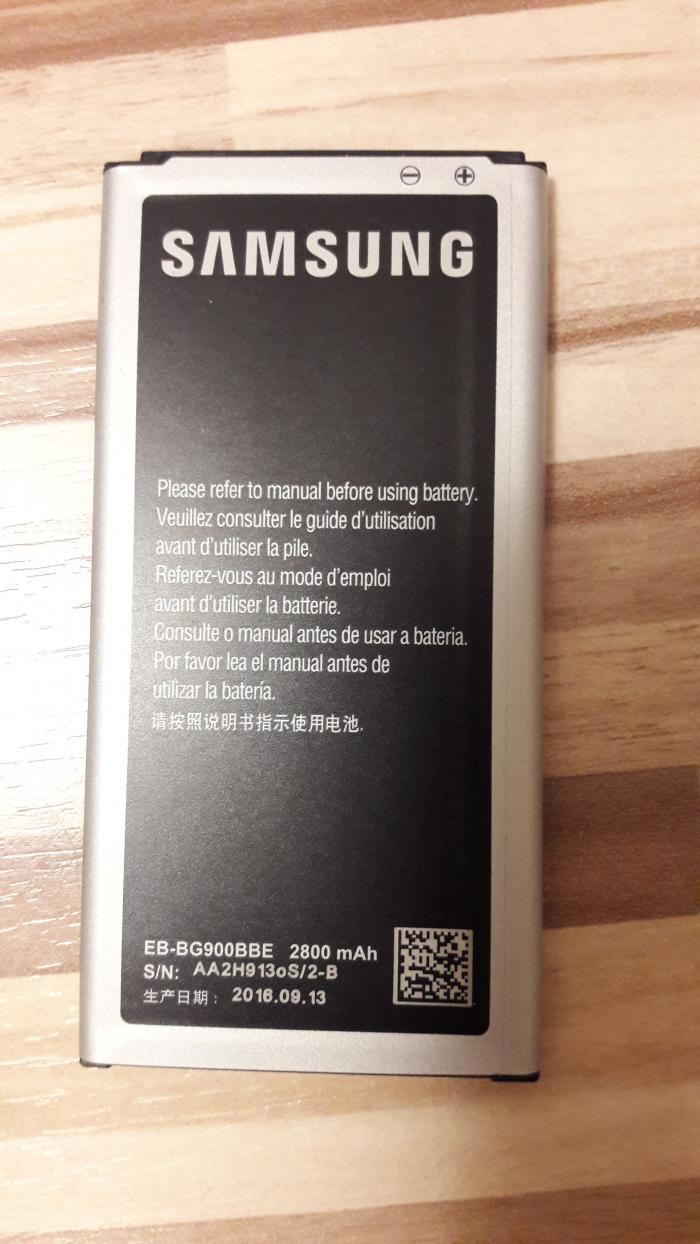 SAMSUNG
Please refer to manual before using battery.
Veuillez consulter le guide d'utilisation
avant d'utiliser la pile.
Referez-vous au mode d'emploi
avant d'utiliser la batterie.
Consulte o manual antes de usar a bateria.
Por favor lea el manual antes de
utilizar la batería.
请按照说明书指示使用电池.
EB-BG900BBE 2800 mAh
S/N: AA2H913oS/2-B
生产日期: 2016.09.13